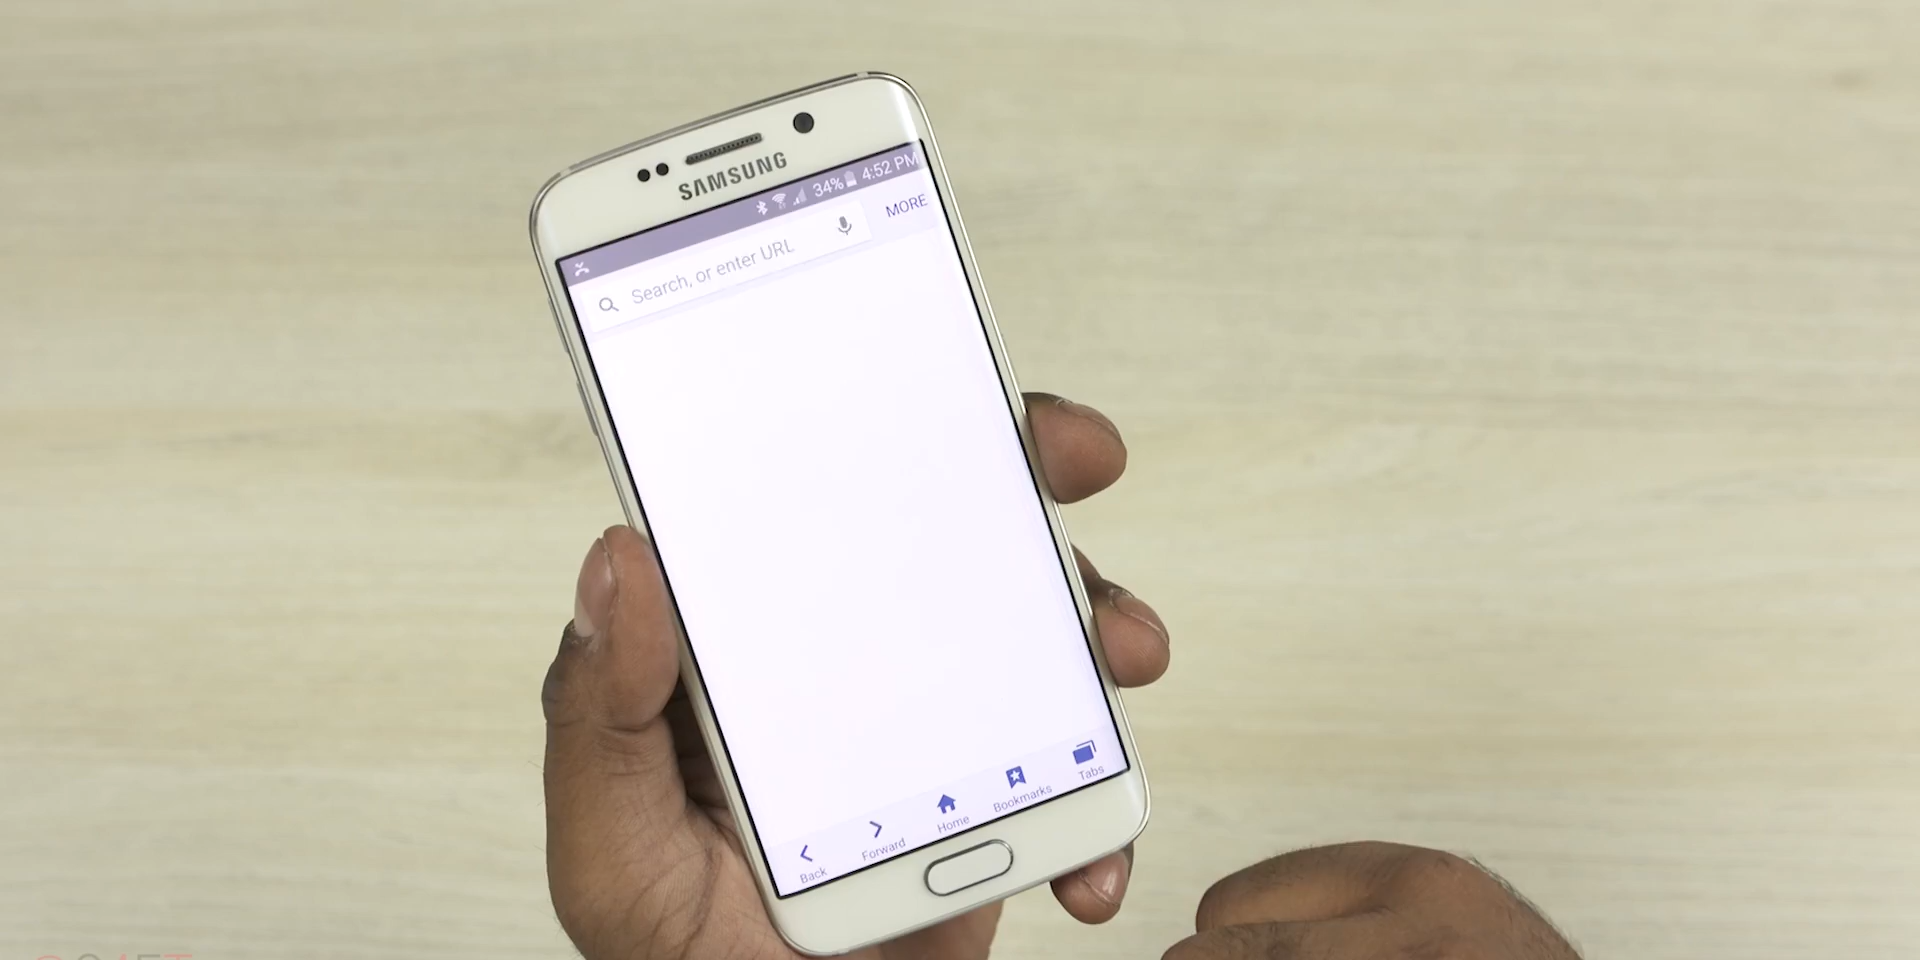 SAMSUNG
34% 4:52 PM
Search, or enter URL
MORE
Back
Forward
Home
Bookmarks
Tabs